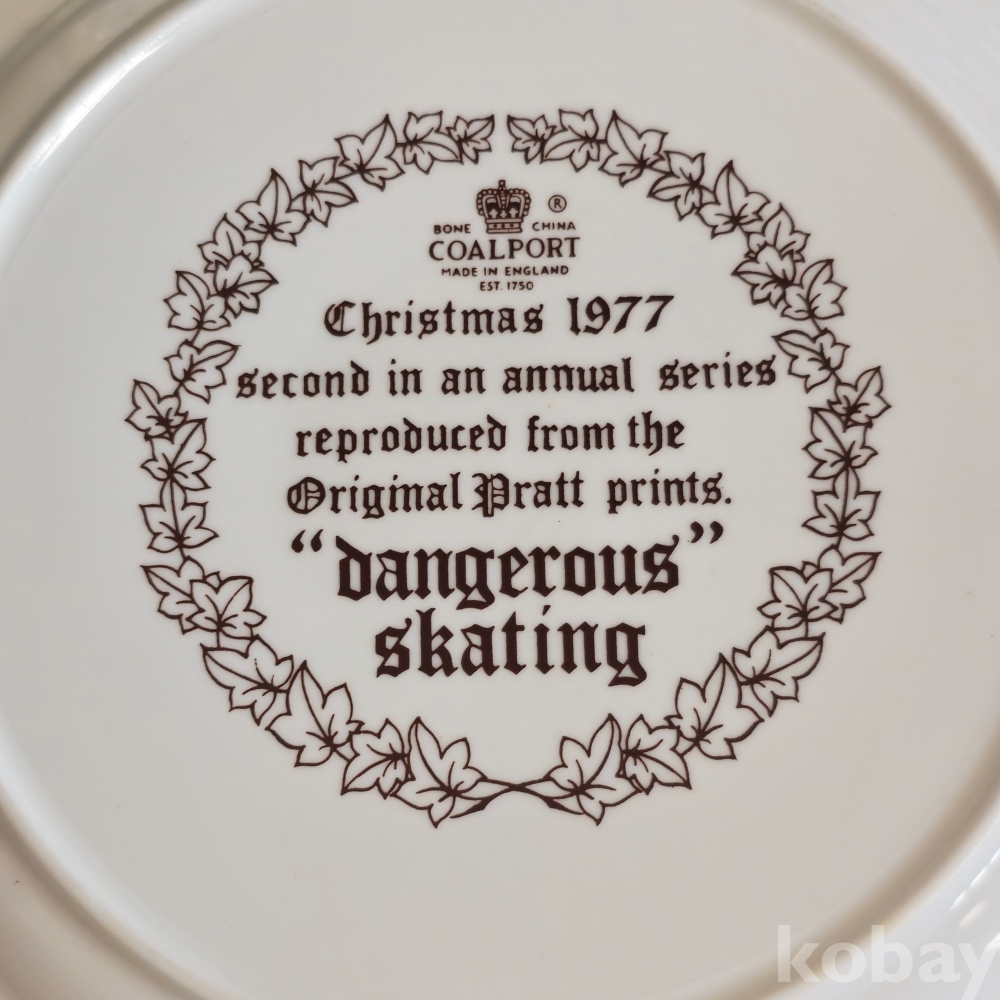 ®
BONE CHINA
COALPORT
MADE IN ENGLAND
EST. 1750
Christmas 1977
second in an annual series
reproduced from the
Original Pratt prints.
“dangerous”
skating
kobay